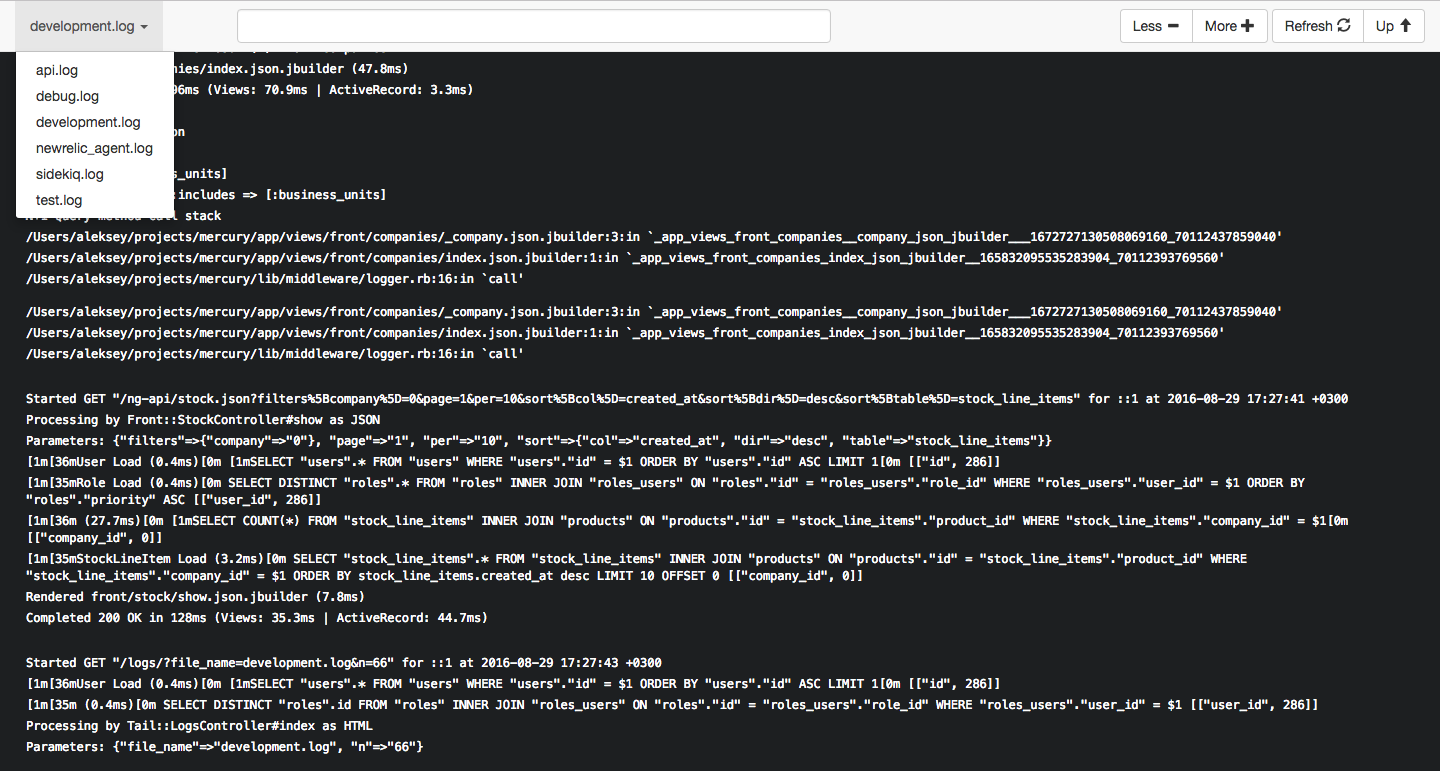 development.log
Less
More
Refresh
Up
api.log
debug.log
development.log
newrelic_agent.log
sidekiq.log
test.log
nies/index.json.jbuilder (47.8ms)
96ms (Views: 70.9ms | ActiveRecord: 3.3ms)
on
s_units]
:includes => [:business_units]
N+1 Query method call stack
/Users/aleksey/projects/mercury/app/views/front/companies/_company.json.jbuilder:3:in `_app_views_front_companies__company_json_jbuilder___1672727130508069160_70112437859040'
/Users/aleksey/projects/mercury/app/views/front/companies/index.json.jbuilder:1:in `_app_views_front_companies_index_json_jbuilder__165832095535283904_70112393769560'
/Users/aleksey/projects/mercury/lib/middleware/logger.rb:16:in `call'
/Users/aleksey/projects/mercury/app/views/front/companies/_company.json.jbuilder:3:in `_app_views_front_companies__company_json_jbuilder___1672727130508069160_70112437859040'
/Users/aleksey/projects/mercury/app/views/front/companies/index.json.jbuilder:1:in `_app_views_front_companies_index_json_jbuilder__165832095535283904_70112393769560'
/Users/aleksey/projects/mercury/lib/middleware/logger.rb:16:in `call'
Started GET "/ng-api/stock.json?filters%5Bcompany%5D=0&page=1&per=10&sort%5Bcol%5D=created_at&sort%5Bdir%5D=desc&sort%5Btable%5D=stock_line_items" for ::1 at 2016-08-29 17:27:41 +0300
Processing by Front::StockController#show as JSON
Parameters: {"filters"=>{"company"=>"0"}, "page"=>"1", "per"=>"10", "sort"=>{"col"=>"created_at", "dir"=>"desc", "table"=>"stock_line_items"}}
[1m[36mUser Load (0.4ms)[0m [1mSELECT "users".* FROM "users" WHERE "users"."id" = $1 ORDER BY "users"."id" ASC LIMIT 1[0m [["id", 286]]
[1m[35mRole Load (0.4ms)[0m SELECT DISTINCT "roles".* FROM "roles" INNER JOIN "roles_users" ON "roles"."id" = "roles_users"."role_id" WHERE "roles_users"."user_id" = $1 ORDER BY
"roles"."priority" ASC [["user_id", 286]]
[1m[36m (27.7ms)[0m [1mSELECT COUNT(*) FROM "stock_line_items" INNER JOIN "products" ON "products"."id" = "stock_line_items"."product_id" WHERE "stock_line_items"."company_id" = $1[0m
[["company_id", 0]]
[1m[35mStockLineItem Load (3.2ms)[0m SELECT "stock_line_items".* FROM "stock_line_items" INNER JOIN "products" ON "products"."id" = "stock_line_items"."product_id" WHERE
"stock_line_items"."company_id" = $1 ORDER BY stock_line_items.created_at desc LIMIT 10 OFFSET 0 [["company_id", 0]]
Rendered front/stock/show.json.jbuilder (7.8ms)
Completed 200 OK in 128ms (Views: 35.3ms | ActiveRecord: 44.7ms)
Started GET "/logs/?file_name=development.log&n=66" for ::1 at 2016-08-29 17:27:43 +0300
[1m[36mUser Load (0.4ms)[0m [1mSELECT "users".* FROM "users" WHERE "users"."id" = $1 ORDER BY "users"."id" ASC LIMIT 1[0m [["id", 286]]
[1m[35m (0.4ms)[0m SELECT DISTINCT "roles".id FROM "roles" INNER JOIN "roles_users" ON "roles"."id" = "roles_users"."role_id" WHERE "roles_users"."user_id" = $1 [["user_id", 286]]
Processing by Tail::LogsController#index as HTML
Parameters: {"file_name"=>"development.log", "n"=>"66"}